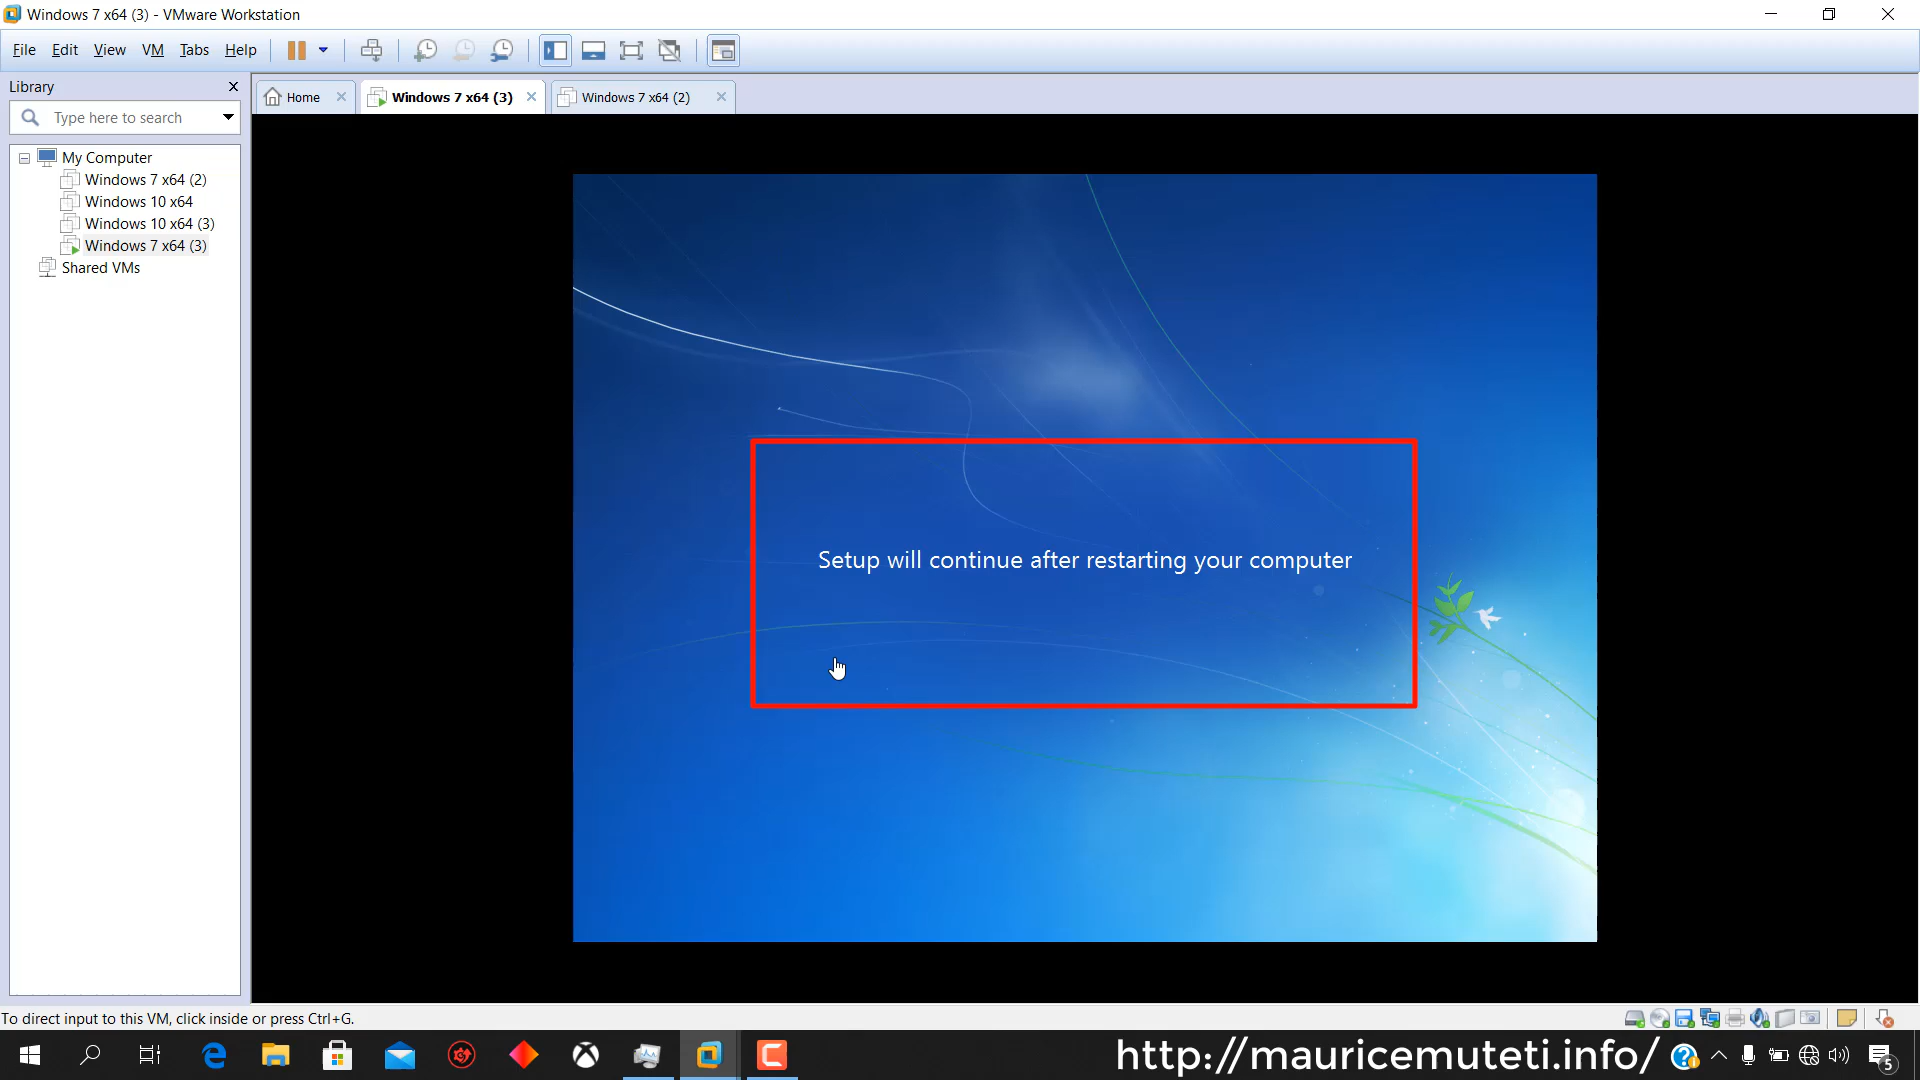 Windows 7 x64 (3) - VMware Workstation
File Edit View VM Tabs Help
Library
Home
Windows 7 x64 (3)
Windows 7 x64 (2)
Type here to search
My Computer
Windows 7 x64 (2)
Windows 10 x64
Windows 10 x64 (3)
Windows 7 x64 (3)
Shared VMs
Setup will continue after restarting your computer
To direct input to this VM, click inside or press Ctrl+G.
http://mauricemuteti.info/
5